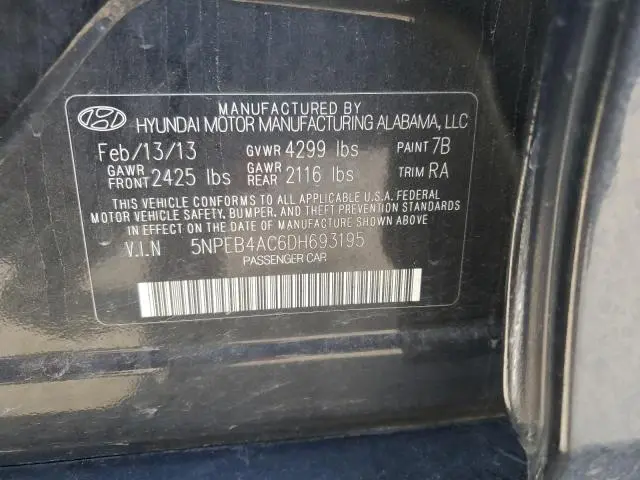 MANUFACTURED BY
HYUNDAI MOTOR MANUFACTURING ALABAMA, LLC
Feb/13/13 GVWR 4299 lbs PAINT 7B
GAWR FRONT 2425 lbs GAWR REAR 2116 lbs TRIM RA
THIS VEHICLE CONFORMS TO ALL APPLICABLE U.S.A. FEDERAL
MOTOR VEHICLE SAFETY, BUMPER, AND THEFT PREVENTION STANDARDS
IN EFFECT ON THE DATE OF MANUFACTURE SHOWN ABOVE.
V.I.N 5NPEB4AC6DH693195
PASSENGER CAR